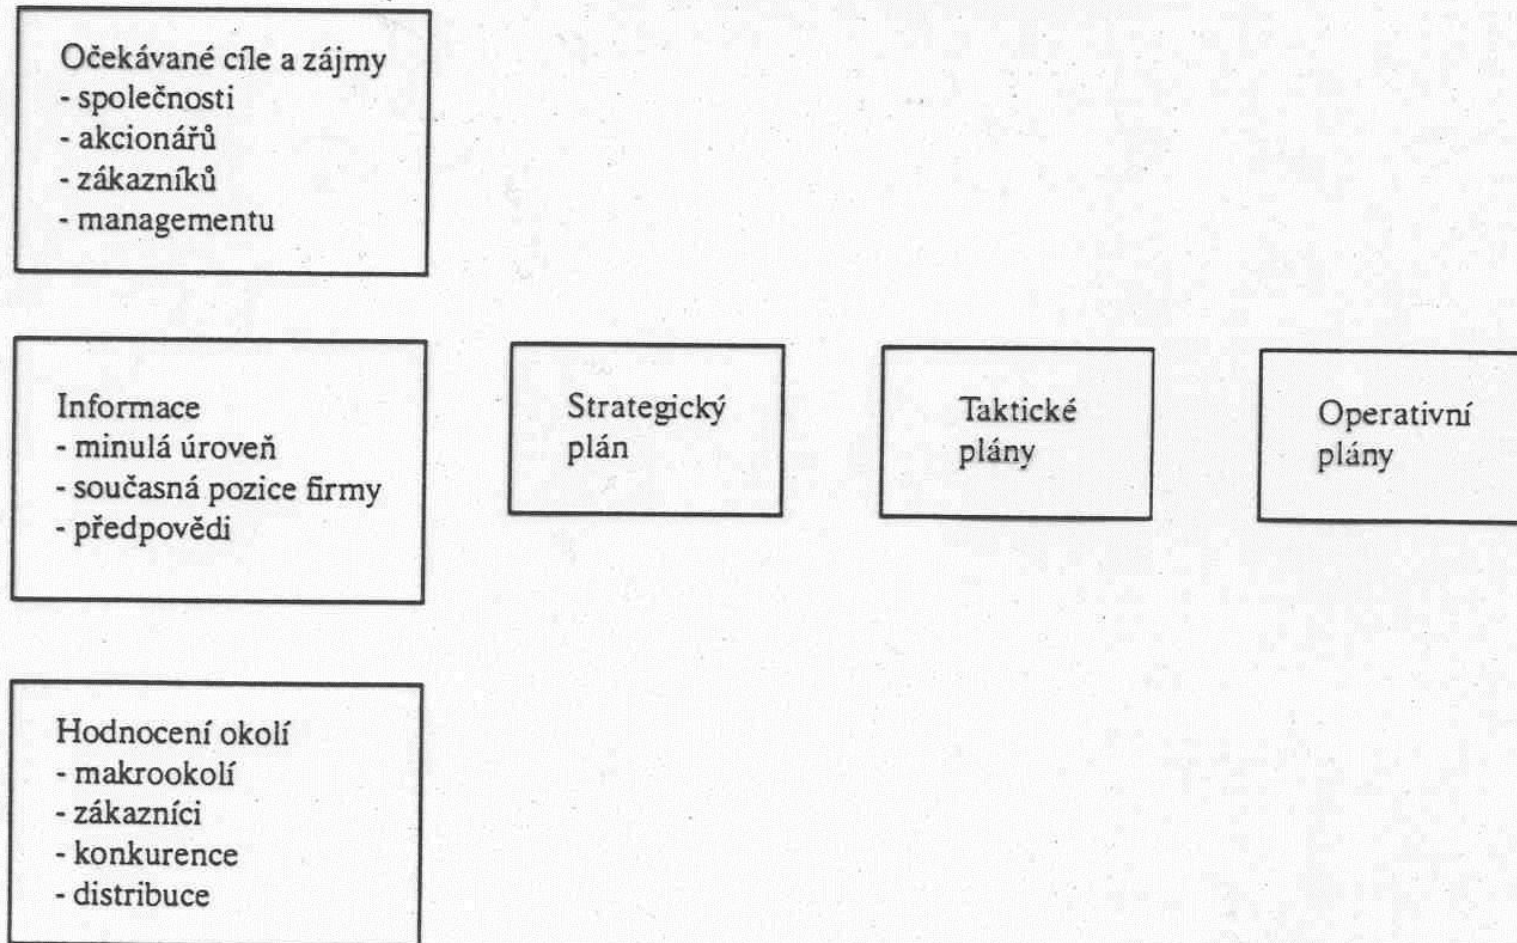 Očekávané cíle a zájmy
- společnosti
- akcionářů
- zákazníků
- managementu
Informace
- minulá úroveň
- současná pozice firmy
- předpovědi
Strategický
plán
Taktické
plány
Operativní
plány
Hodnocení okolí
- makrookolí
- zákazníci
- konkurence
- distribuce